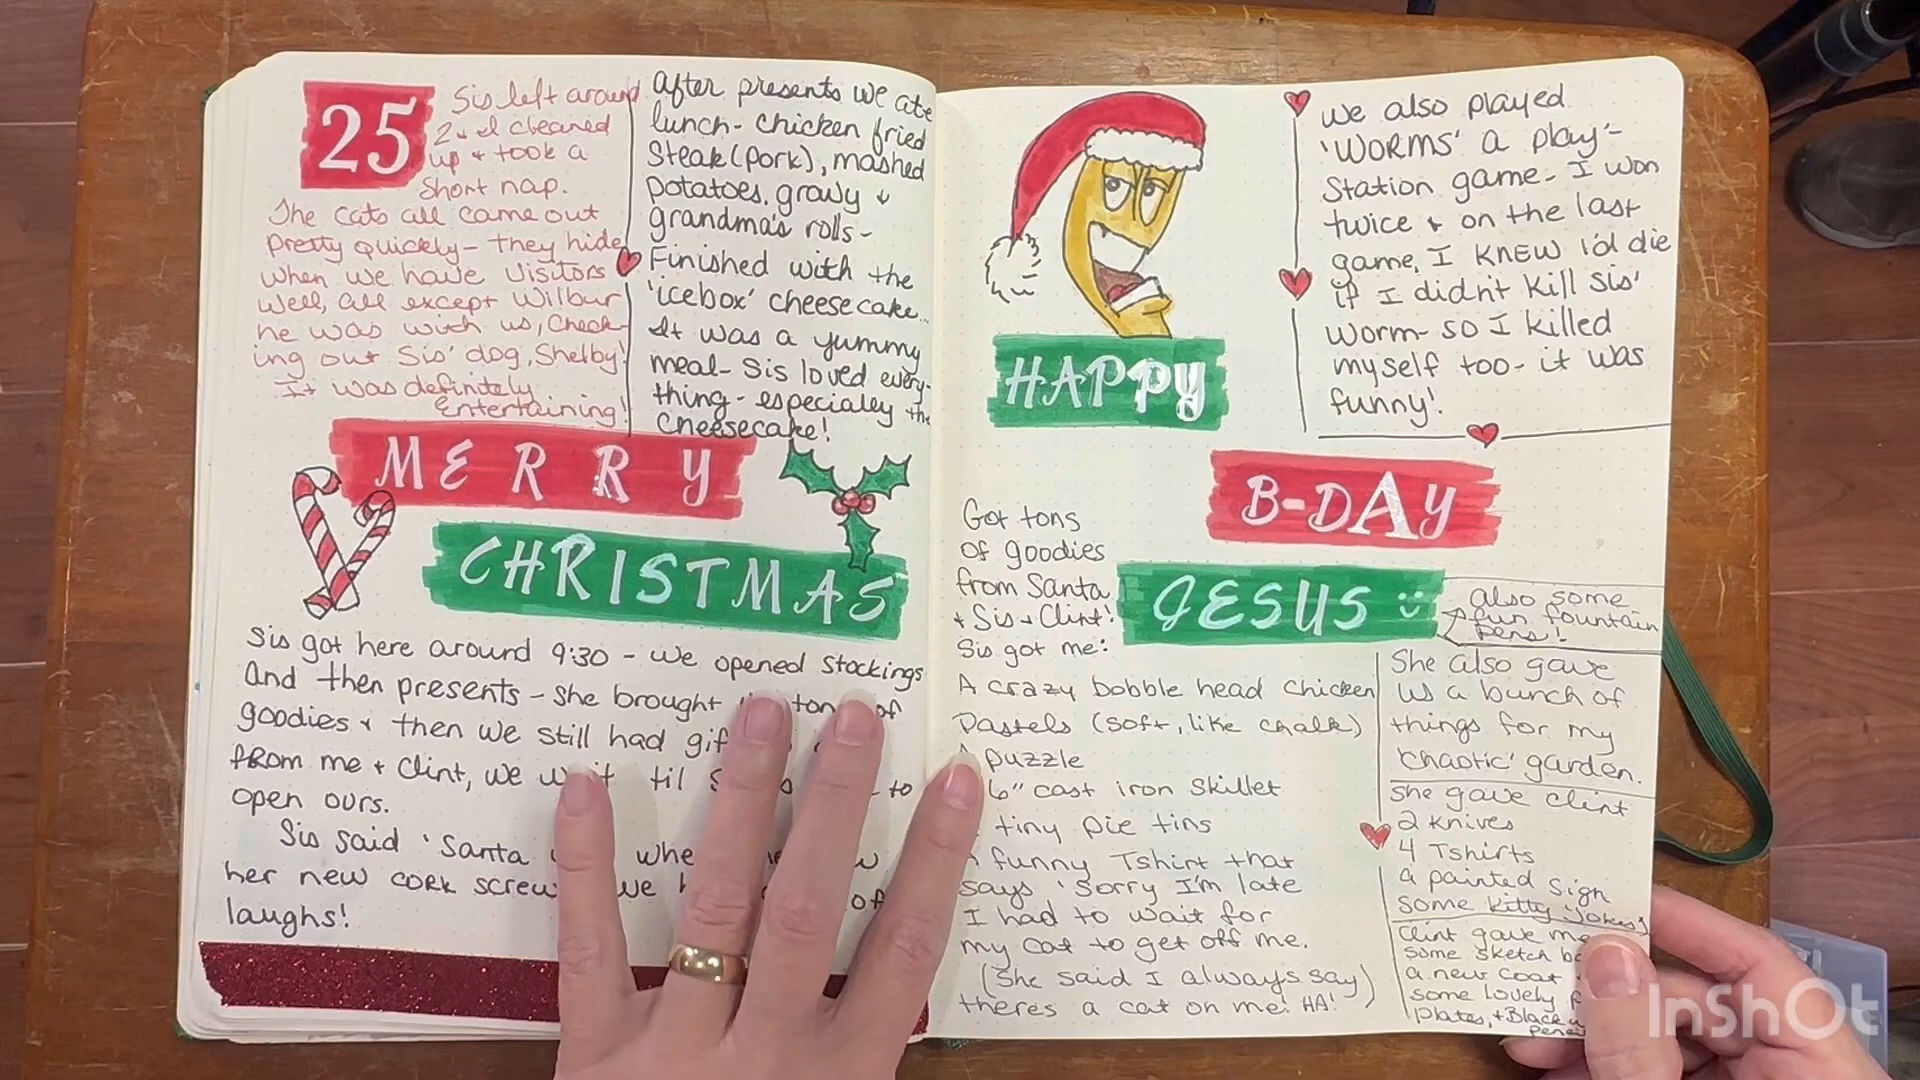 25
Sis left around
2 & I cleaned
up & took a
short nap.
The cats all came out
pretty quickly - they hide
when we have visitors
well, all except Wilbur
he was with us, check-
ing out Sis' dog, Shelby!
It was definitely
entertaining!
After presents we ate
lunch - chicken fried
steak (pork), mashed
potatoes, gravy &
grandma's rolls -
Finished with the
'icebox' cheesecake...
It was a yummy
meal - Sis loved every-
thing - especialey the
cheesecake!
MERRY
CHRISTMAS
Sis got here around 9:30 - we opened stockings
and then presents - she brought tons of
goodies & then we still had
from me & Clint, we til to
open ours.
Sis said 'Santa
her new cork screw we of
laughs!
HAPPY
B-DAY
JESUS
We also played
'WORMS' a play-
station game - I won
twice & on the last
game, I KNEW I'd die
if I didn't kill Sis'
worm - so I killed
myself too - it was
funny!
Got tons
of goodies
from Santa
& Sis & Clint!
Sis got me:
A crazy bobble head chicken
Pastels (soft, like chalk)
puzzle
6" cast iron skillet
tiny pie tins
funny Tshirt that
says 'Sorry I'm late
I had to wait for
my cat to get off me.
(She said I always say)
theres a cat on me! HA!
also some
fun fountain
pens!
She also gave
us a bunch of
things for my
'chaotic' garden.
She gave Clint
2 knives
4 Tshirts
a painted sign
some kitty jokes
Clint gave me
some sketch
a new coat
some lovely
plates, + Black
InShOt